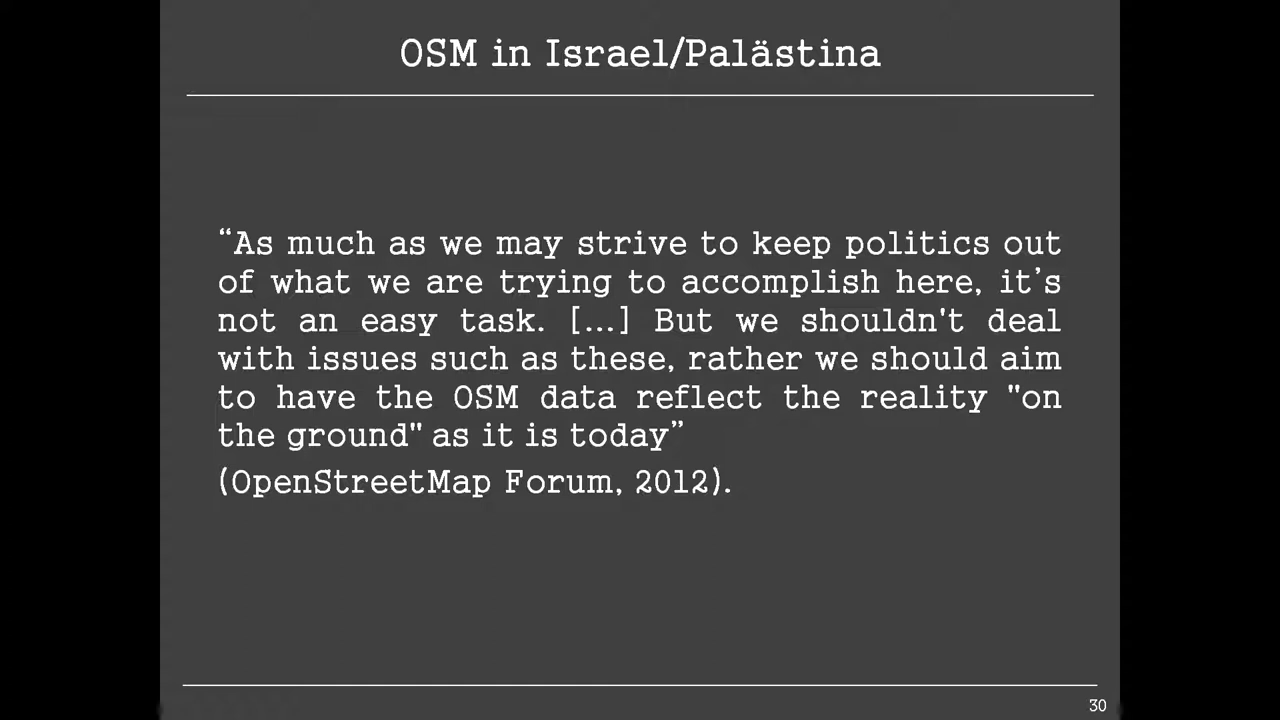 OSM in Israel/Palästina
“As much as we may strive to keep politics out
of what we are trying to accomplish here, it’s
not an easy task. […] But we shouldn't deal
with issues such as these, rather we should aim
to have the OSM data reflect the reality "on
the ground" as it is today”
(OpenStreetMap Forum, 2012).
30